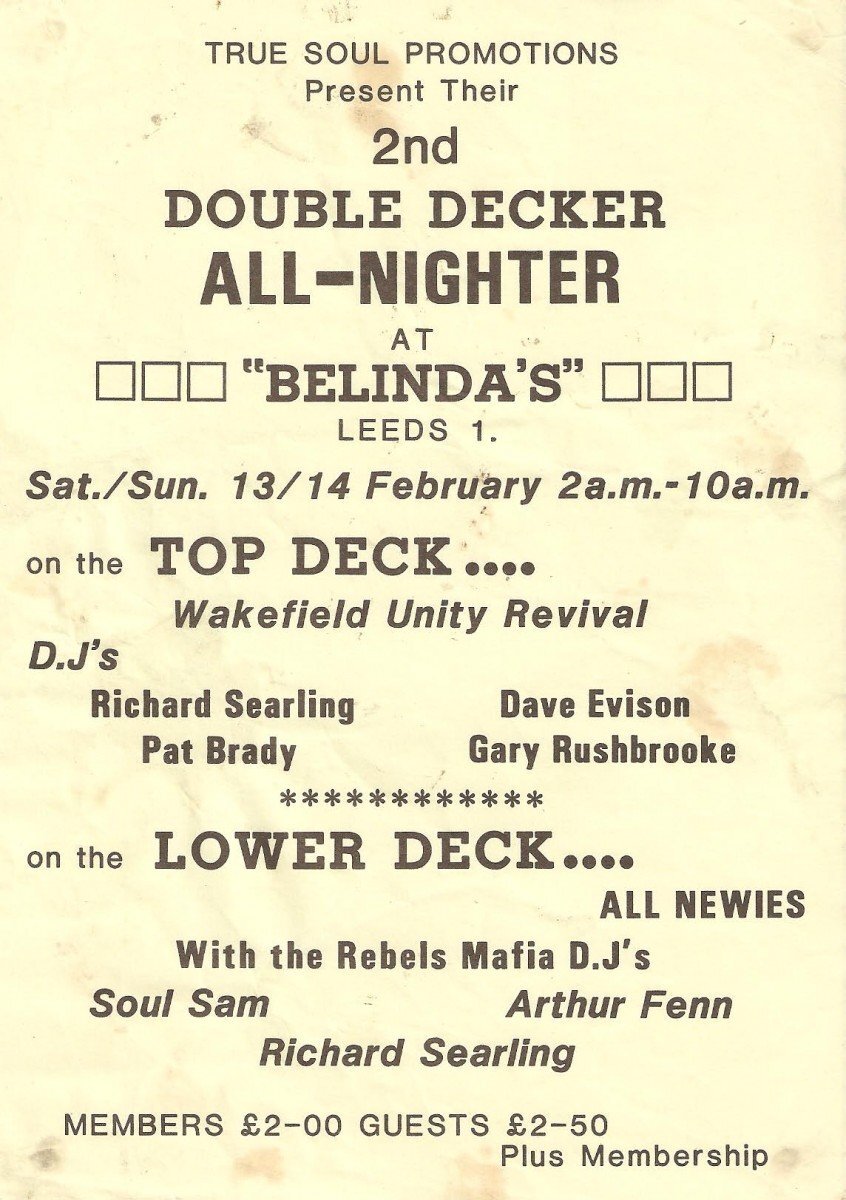 TRUE SOUL PROMOTIONS
Present Their
2nd
DOUBLE DECKER
ALL-NIGHTER
AT
"BELINDA'S"
LEEDS 1.
Sat./Sun. 13/14 February 2a.m.-10a.m.
on the TOP DECK....
Wakefield Unity Revival
D.J's
Richard Searling Dave Evison
Pat Brady Gary Rushbrooke
************
on the LOWER DECK....
ALL NEWIES
With the Rebels Mafia D.J's
Soul Sam Arthur Fenn
Richard Searling
MEMBERS £2-00 GUESTS £2-50
Plus Membership